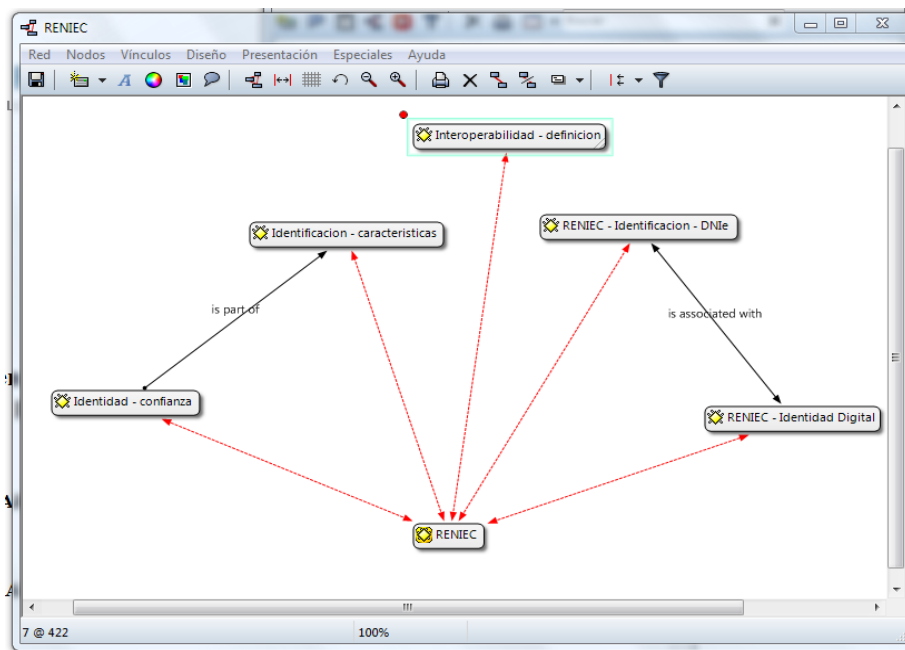 RENIEC
Red Nodos Vínculos Diseño Presentación Especiales Ayuda
Interoperabilidad - definicion
Identificacion - caracteristicas
RENIEC - Identificacion - DNIe
is part of
is associated with
Identidad - confianza
RENIEC - Identidad Digital
RENIEC
7 @ 422 100%